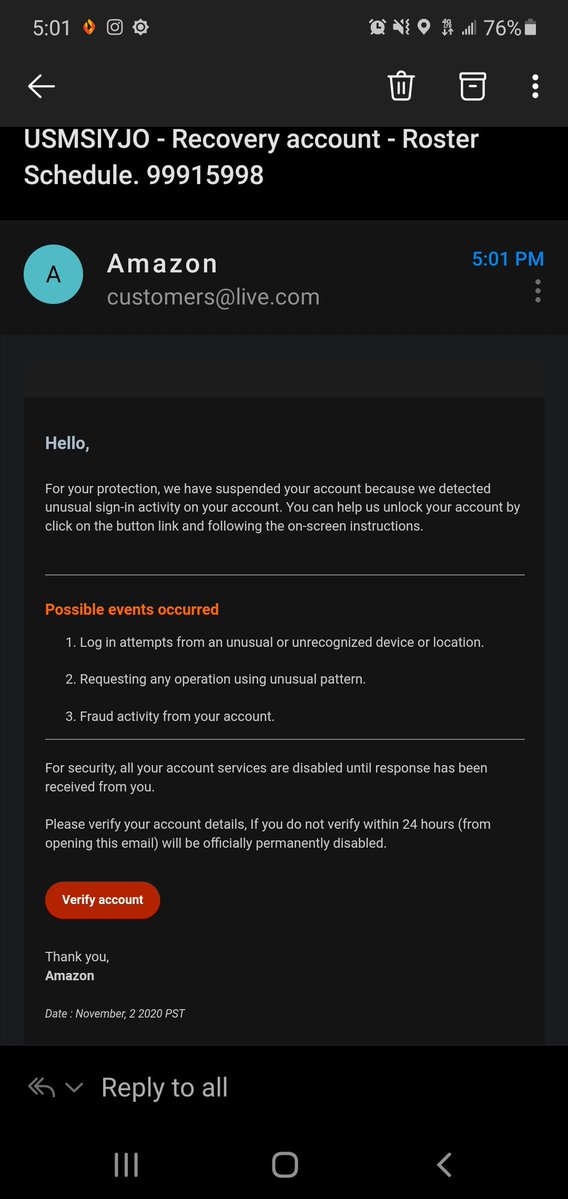 5:01 76%
USMSIYJO - Recovery account - Roster
Schedule. 99915998
A
Amazon
5:01 PM
customers@live.com
Hello,
For your protection, we have suspended your account because we detected
unusual sign-in activity on your account. You can help us unlock your account by
click on the button link and following the on-screen instructions.
Possible events occurred
1. Log in attempts from an unusual or unrecognized device or location.
2. Requesting any operation using unusual pattern.
3. Fraud activity from your account.
For security, all your account services are disabled until response has been
received from you.
Please verify your account details, If you do not verify within 24 hours (from
opening this email) will be officially permanently disabled.
Verify account
Thank you,
Amazon
Date : November, 2 2020 PST
Reply to all